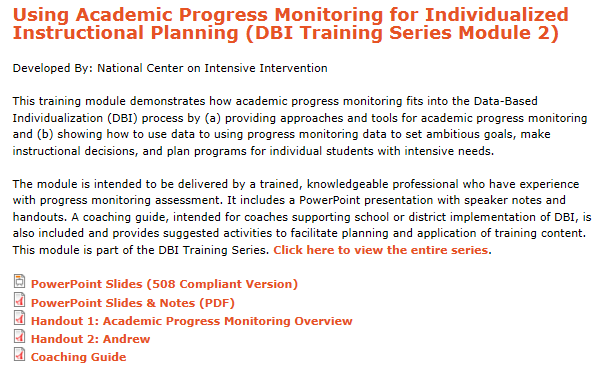 Using Academic Progress Monitoring for Individualized
Instructional Planning (DBI Training Series Module 2)
Developed By: National Center on Intensive Intervention
This training module demonstrates how academic progress monitoring fits into the Data-Based
Individualization (DBI) process by (a) providing approaches and tools for academic progress monitoring
and (b) showing how to use data to using progress monitoring data to set ambitious goals, make
instructional decisions, and plan programs for individual students with intensive needs.
The module is intended to be delivered by a trained, knowledgeable professional who have experience
with progress monitoring assessment. It includes a PowerPoint presentation with speaker notes and
handouts. A coaching guide, intended for coaches supporting school or district implementation of DBI, is
also included and provides suggested activities to facilitate planning and application of training content.
This module is part of the DBI Training Series. Click here to view the entire series.
PowerPoint Slides (508 Compliant Version)
PowerPoint Slides & Notes (PDF)
Handout 1: Academic Progress Monitoring Overview
Handout 2: Andrew
Coaching Guide